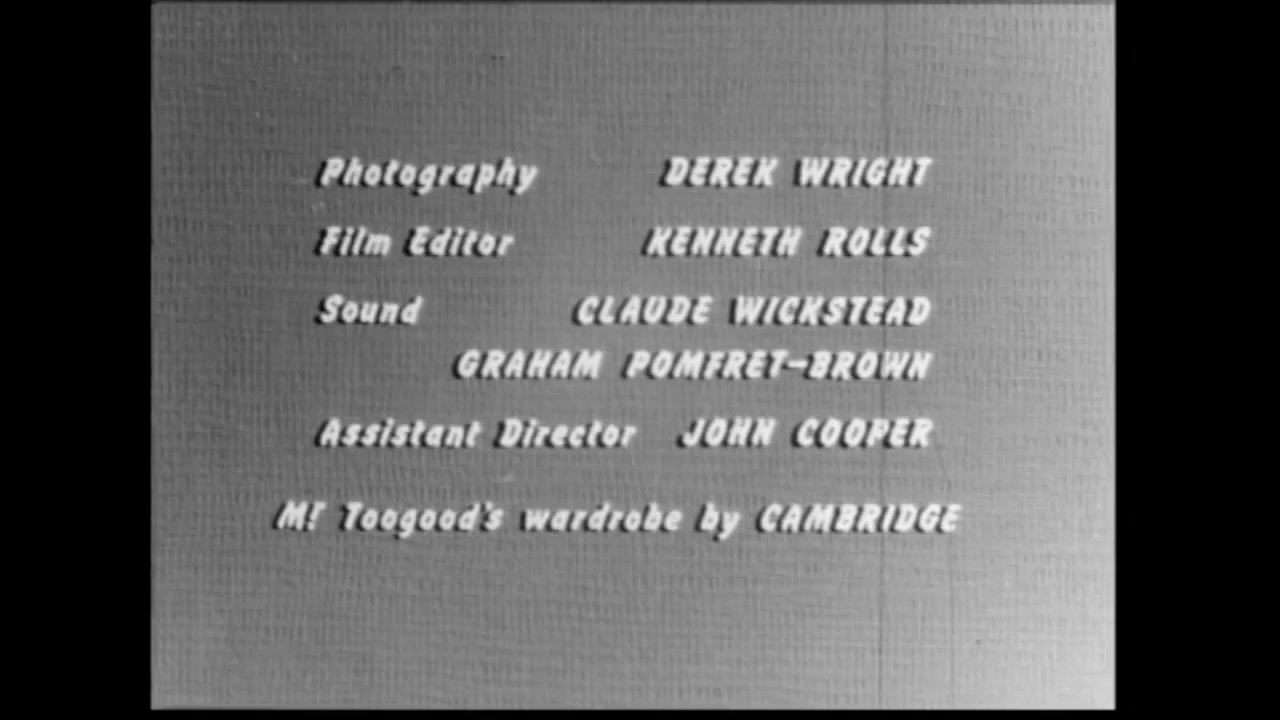 Photography DEREK WRIGHT
Film Editor KENNETH ROLLS
Sound CLAUDE WICKSTEAD
GRAHAM POMFRET-BROWN
Assistant Director JOHN COOPER
Mr Toogood's wardrobe by CAMBRIDGE